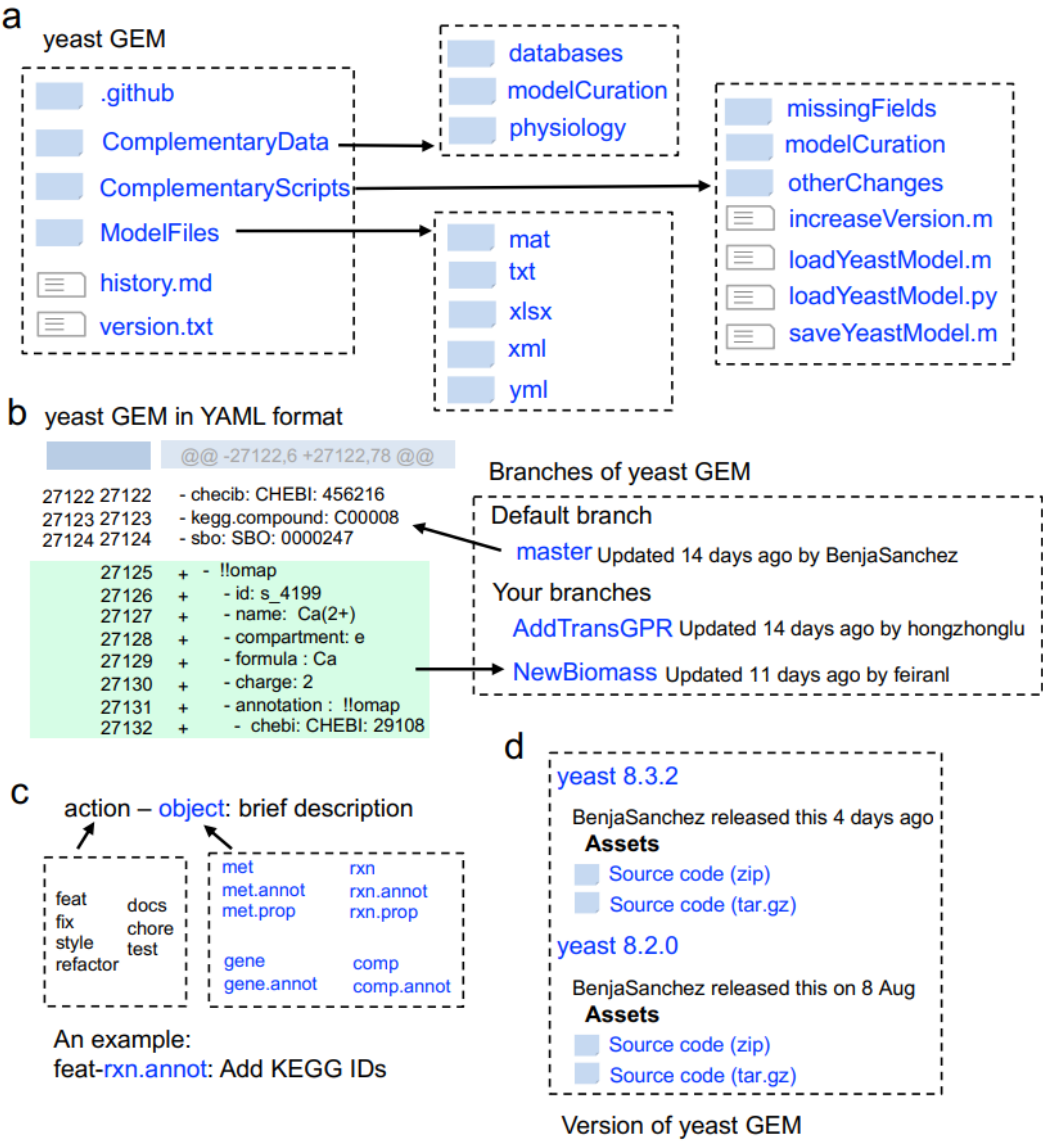 a
yeast GEM
.github
ComplementaryData
ComplementaryScripts
ModelFiles
history.md
version.txt
databases
modelCuration
physiology
mat
txt
xlsx
xml
yml
missingFields
modelCuration
otherChanges
increaseVersion.m
loadYeastModel.m
loadYeastModel.py
saveYeastModel.m
b
yeast GEM in YAML format
@@ -27122,6 +27122,78 @@
27122 27122 - checib: CHEBI: 456216
27123 27123 - kegg.compound: C00008
27124 27124 - sbo: SBO: 0000247
27125 + - !!omap
27126 + - id: s_4199
27127 + - name: Ca(2+)
27128 + - compartment: e
27129 + - formula : Ca
27130 + - charge: 2
27131 + - annotation : !!omap
27132 + - chebi: CHEBI: 29108
Branches of yeast GEM
Default branch
master Updated 14 days ago by BenjaSanchez
Your branches
AddTransGPR Updated 14 days ago by hongzhonglu
NewBiomass Updated 11 days ago by feiranl
c
action – object: brief description
feat
fix
style
refactor
docs
chore
test
met rxn
met.annot rxn.annot
met.prop rxn.prop
gene comp
gene.annot comp.annot
An example:
feat-rxn.annot: Add KEGG IDs
d
yeast 8.3.2
BenjaSanchez released this 4 days ago
Assets
Source code (zip)
Source code (tar.gz)
yeast 8.2.0
BenjaSanchez released this on 8 Aug
Assets
Source code (zip)
Source code (tar.gz)
Version of yeast GEM